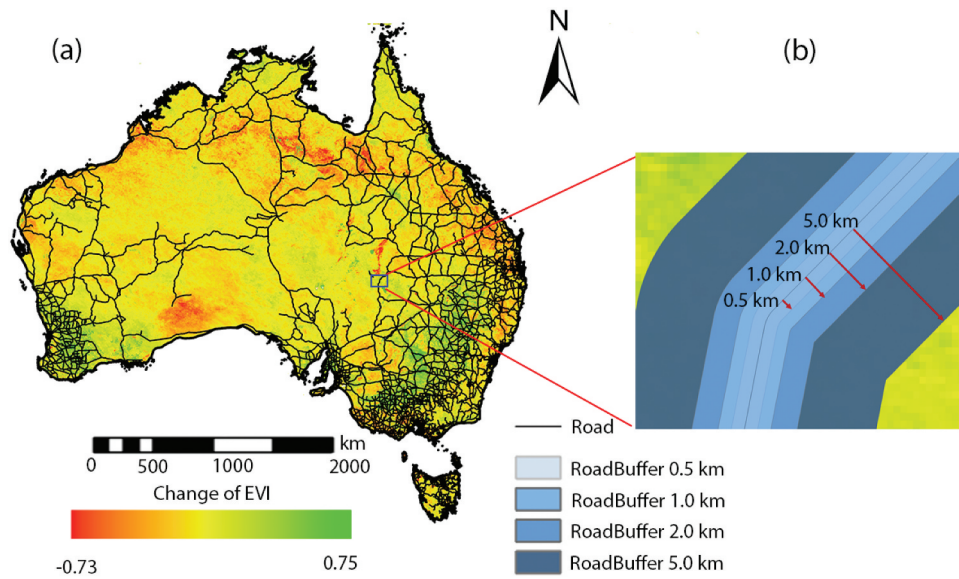 (a)
N
(b)
5.0 km
2.0 km
1.0 km
0.5 km
km
0 500 1000 2000
Change of EVI
-0.73 0.75
Road
RoadBuffer 0.5 km
RoadBuffer 1.0 km
RoadBuffer 2.0 km
RoadBuffer 5.0 km